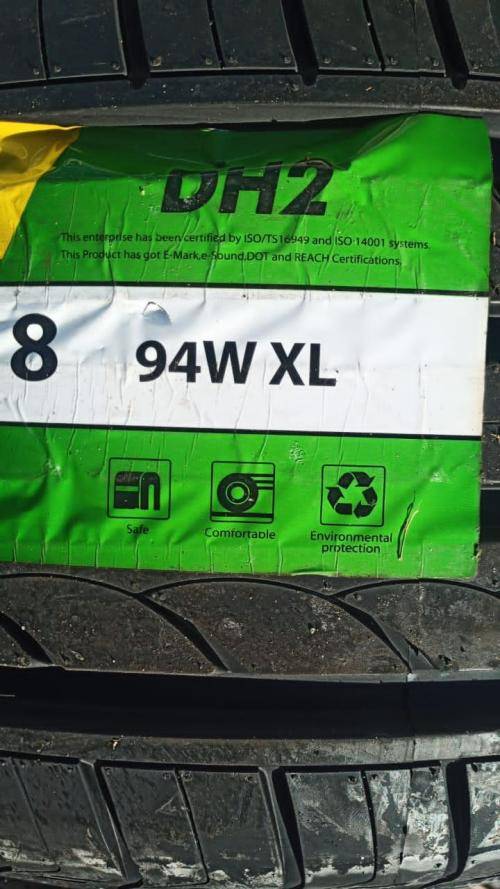 DH2
This enterprise has been certified by ISO/TS16949 and ISO 14001 systems.
This Product has got E-Mark,e-Sound,DOT and REACH Certifications.
8 94W XL
Safe
Comfortable
Environmental
protection